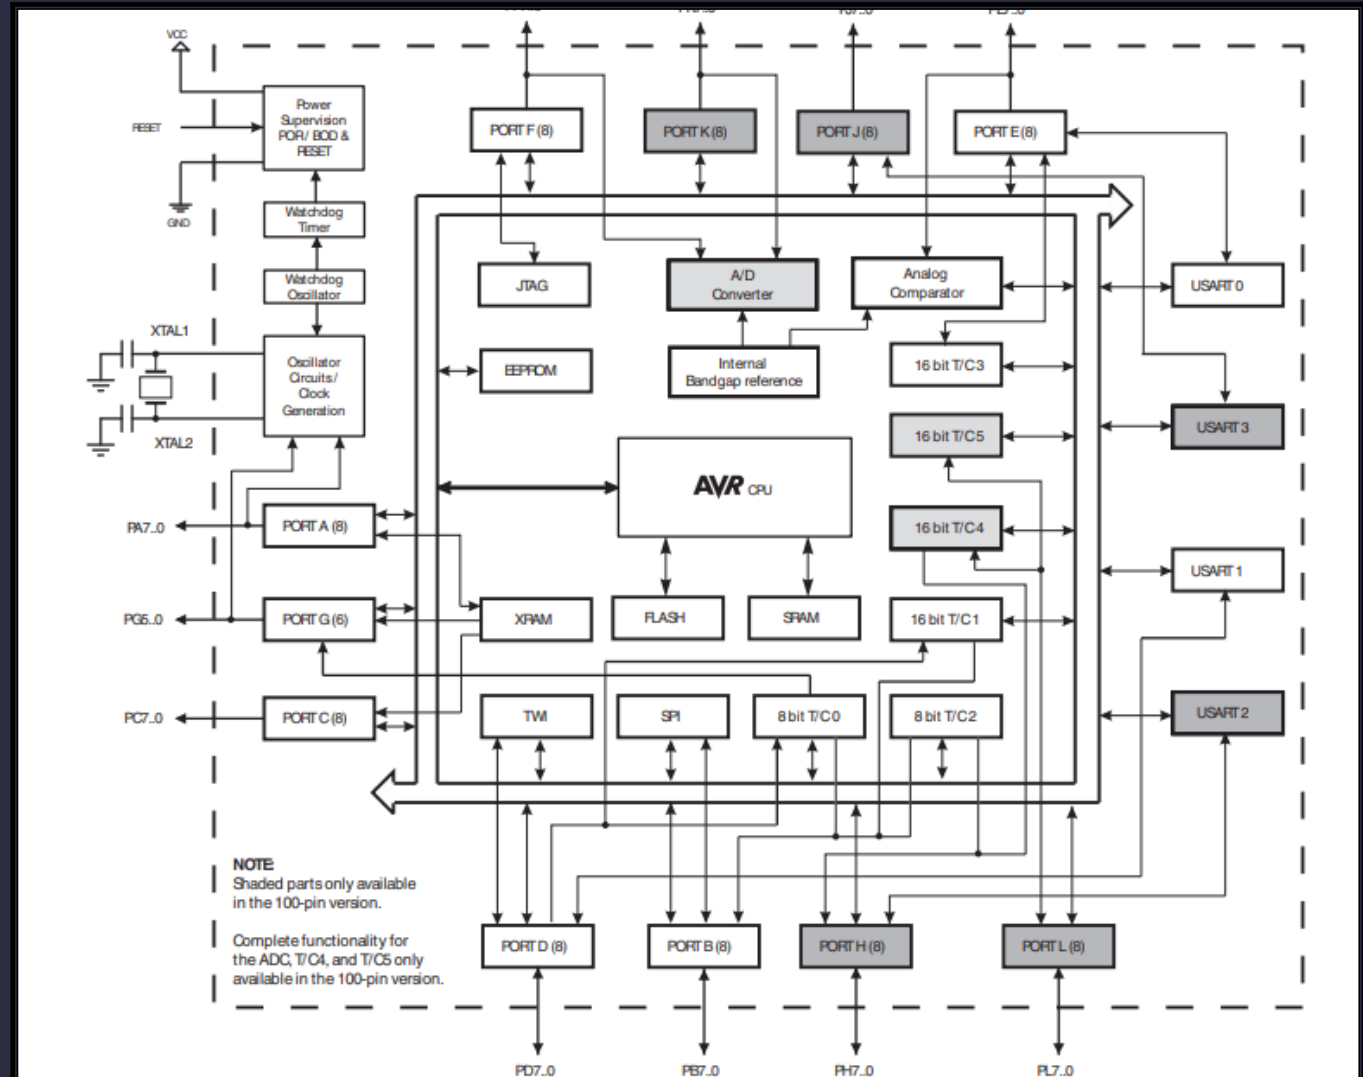 VCC
Power
Supervision
POR / BOD &
RESET
RESET
GND
Watchdog
Timer
Watchdog
Oscillator
XTAL1
Oscillator
Circuits /
Clock
Generation
XTAL2
PORT F (8)
PORT K (8)
PORT J (8)
PORT E (8)
JTAG
A/D
Converter
Analog
Comparator
USART 0
EEPROM
Internal
Bandgap reference
16 bit T/C3
16 bit T/C5
USART 3
AVR CPU
16 bit T/C4
PA7..0
PORT A (8)
USART 1
PG5..0
PORT G (6)
XRAM
FLASH
SRAM
16 bit T/C1
PC7..0
PORT C (8)
TWI
SPI
8 bit T/C0
8 bit T/C2
USART 2
NOTE:
Shaded parts only available
in the 100-pin version.
Complete functionality for
the ADC, T/C4, and T/C5 only
available in the 100-pin version.
PORT D (8)
PORT B (8)
PORT H (8)
PORT L (8)
PD7..0
PB7..0
PH7..0
PL7..0